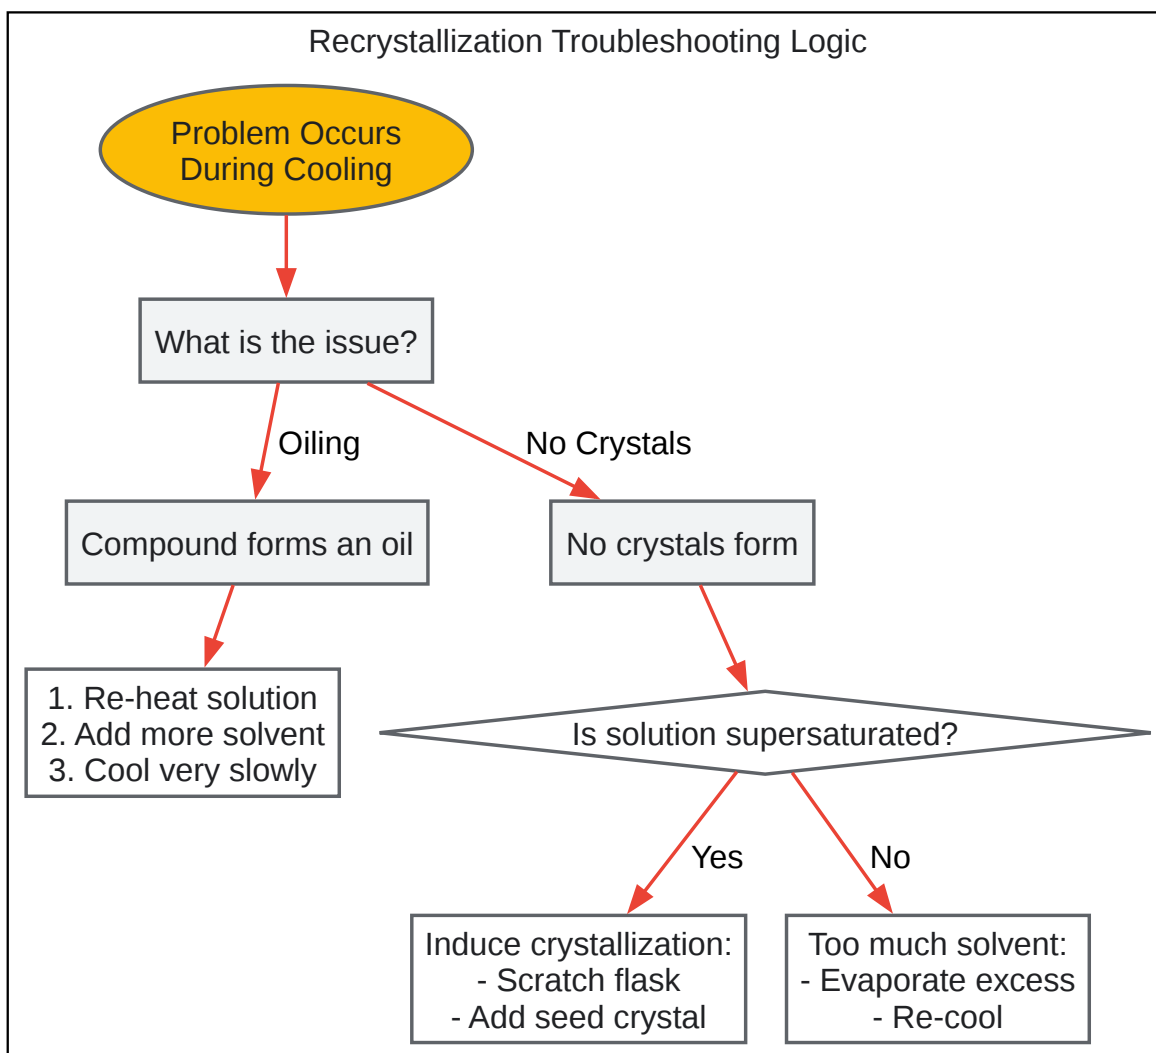 Recrystallization Troubleshooting Logic
Problem Occurs
During Cooling
What is the issue?
Oiling
No Crystals
Compound forms an oil
No crystals form
1. Re-heat solution
2. Add more solvent
3. Cool very slowly
Is solution supersaturated?
Yes
No
Induce crystallization:
- Scratch flask
- Add seed crystal
Too much solvent:
- Evaporate excess
- Re-cool